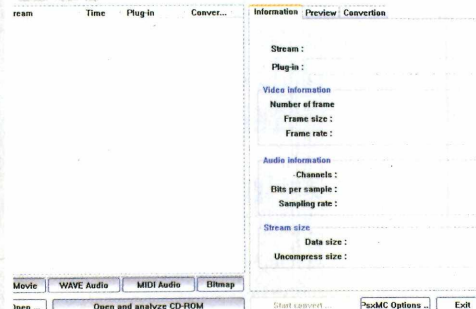 ream Time Plug-in Conver...
Information Preview Convertion
Stream :
Plug-in :
Video information
Number of frame
Frame size :
Frame rate :
Audio information
Channels :
Bits per sample :
Sampling rate :
Stream size
Data size :
Uncompress size :
Movie WAVE Audio MIDI Audio Bitmap
Open and analyze CD-ROM
Start convert ... PsxMC Options .. Exit